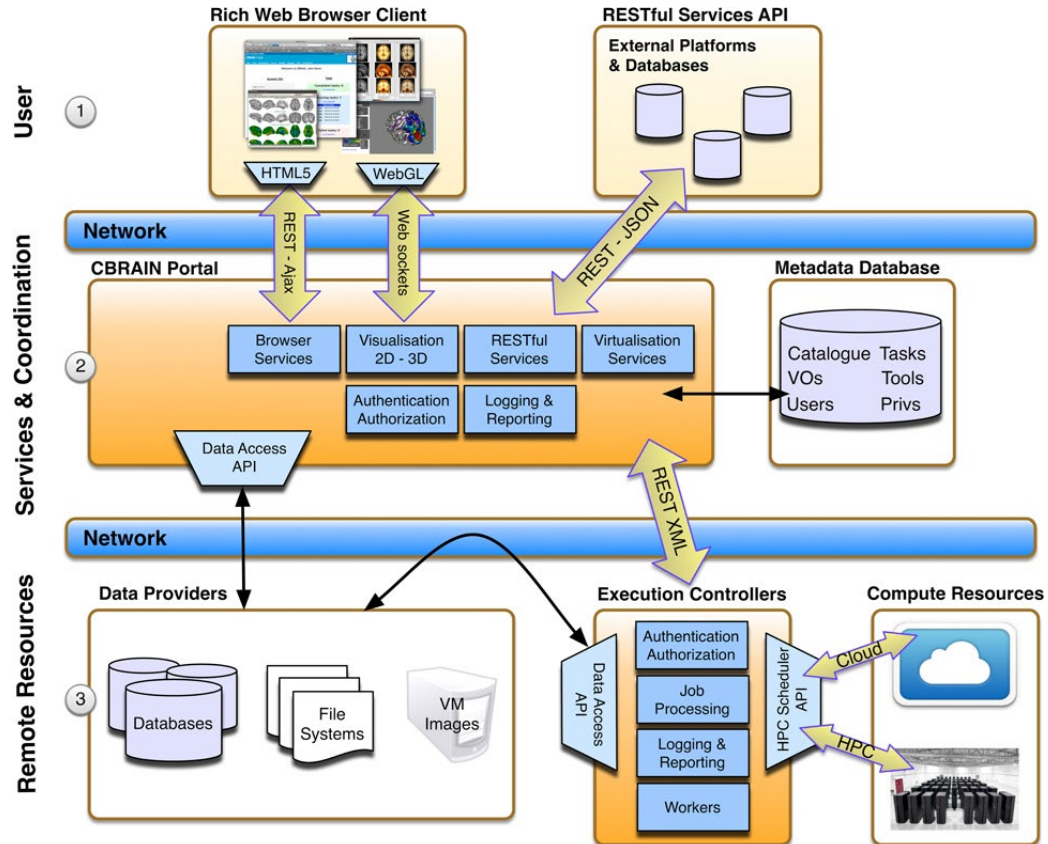 Rich Web Browser Client
RESTful Services API
External Platforms
& Databases
User
1
HTML5
WebGL
REST - Ajax
Web sockets
REST - JSON
Network
Services & Coordination
2
CBRAIN Portal
Metadata Database
Browser
Services
Visualisation
2D - 3D
RESTful
Services
Virtualisation
Services
Authentication
Authorization
Logging &
Reporting
Catalogue Tasks
VOs Tools
Users Privs
Data Access
API
REST XML
Network
Remote Resources
3
Data Providers
Databases
File
Systems
VM
Images
Execution Controllers
Data Access
API
Authentication
Authorization
Job
Processing
Logging &
Reporting
Workers
HPC Scheduler
API
Compute Resources
Cloud
HPC